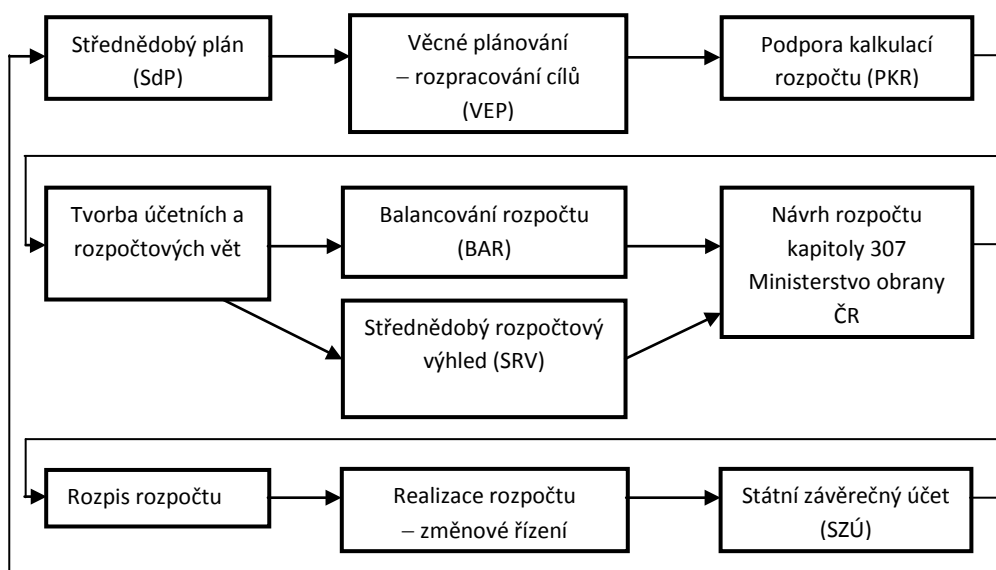 Střednědobý plán
(SdP)
Věcné plánování
– rozpracování cílů
(VEP)
Podpora kalkulací
rozpočtu (PKR)
Tvorba účetních a
rozpočtových vět
Balancování rozpočtu
(BAR)
Střednědobý rozpočtový
výhled (SRV)
Návrh rozpočtu
kapitoly 307
Ministerstvo obrany
ČR
Rozpis rozpočtu
Realizace rozpočtu
– změnové řízení
Státní závěrečný účet
(SZÚ)